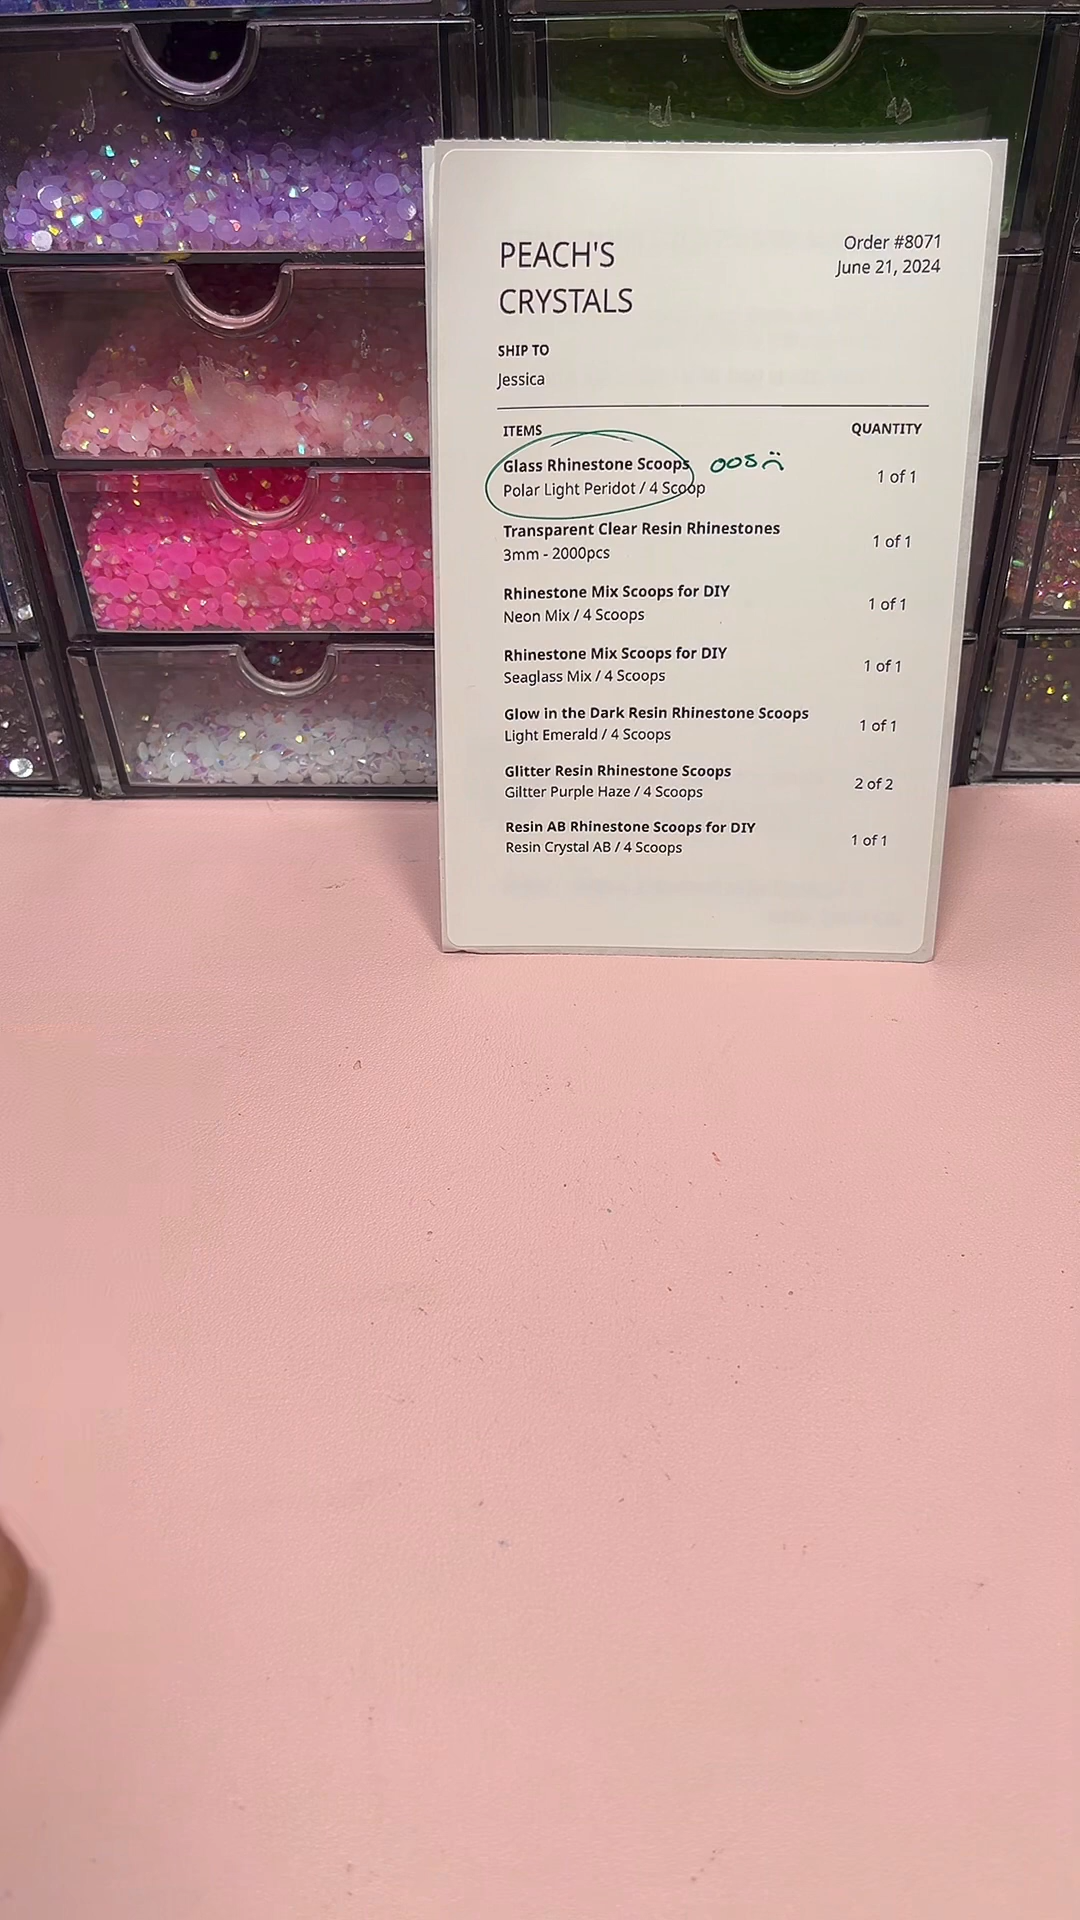 PEACH'S
CRYSTALS
Order #8071
June 21, 2024
SHIP TO
Jessica
ITEMS QUANTITY
Glass Rhinestone Scoops OOS
Polar Light Peridot / 4 Scoop
1 of 1
Transparent Clear Resin Rhinestones
3mm - 2000pcs
1 of 1
Rhinestone Mix Scoops for DIY
Neon Mix / 4 Scoops
1 of 1
Rhinestone Mix Scoops for DIY
Seaglass Mix / 4 Scoops
1 of 1
Glow in the Dark Resin Rhinestone Scoops
Light Emerald / 4 Scoops
1 of 1
Glitter Resin Rhinestone Scoops
Giltter Purple Haze / 4 Scoops
2 of 2
Resin AB Rhinestone Scoops for DIY
Resin Crystal AB / 4 Scoops
1 of 1